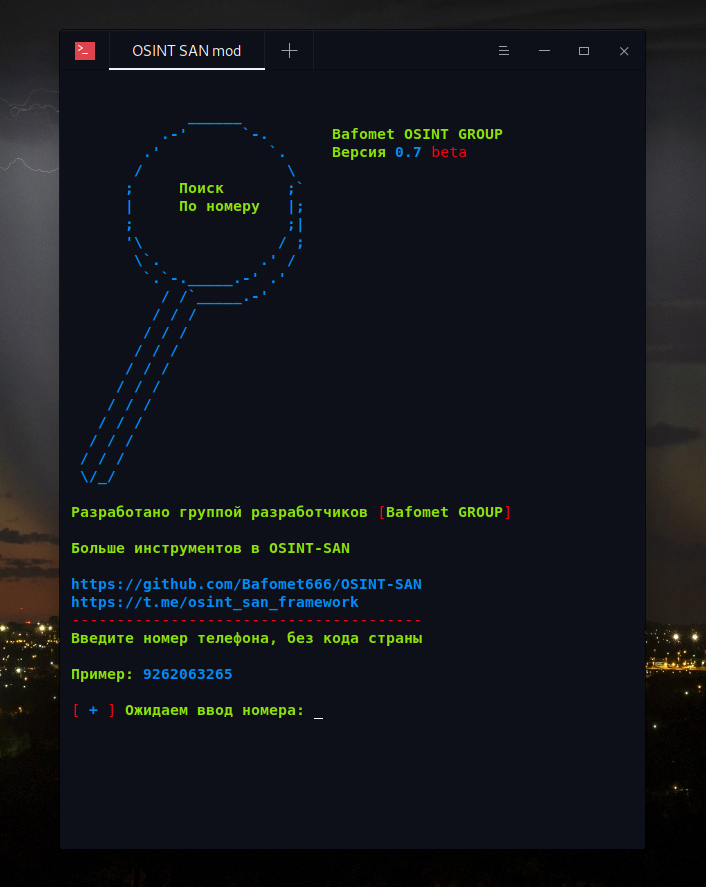 OSINT SAN mod
Bafomet OSINT GROUP
Версия 0.7 beta
Поиск
По номеру
Разработано группой разработчиков [Bafomet GROUP]
Больше инструментов в OSINT-SAN
https://github.com/Bafomet666/OSINT-SAN
https://t.me/osint_san_framework
---------------------------------------
Введите номер телефона, без кода страны
Пример: 9262063265
[ + ] Ожидаем ввод номера: _